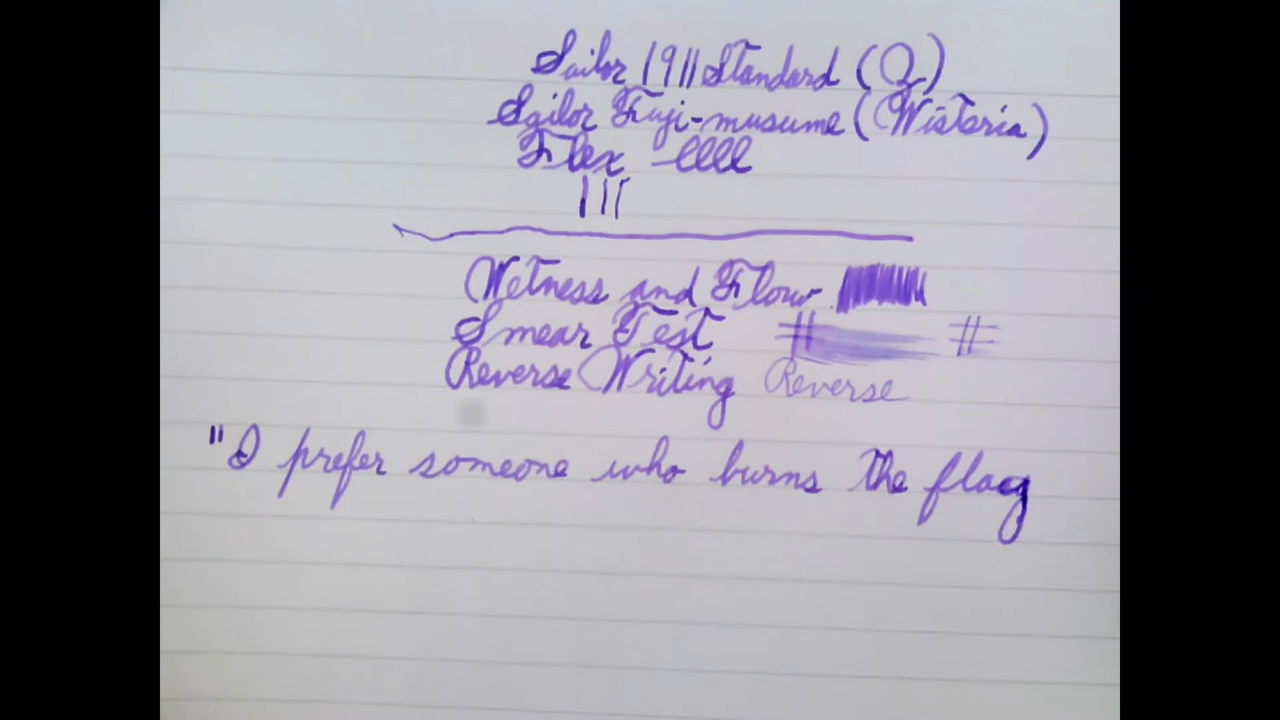 Sailor 1911 Standard (Q)
Sailor Fuji-musume (Wisteria)
Flex llll
Wetness and Flow
Smear Test
Reverse Writing Reverse
"I prefer someone who burns the flag